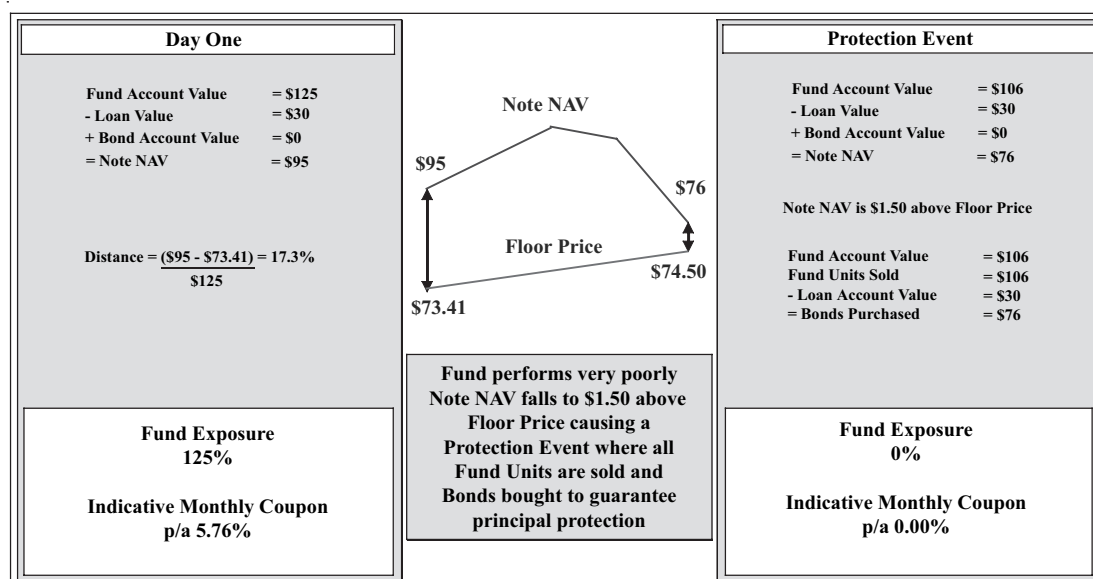 Day One
Fund Account Value = $125
- Loan Value = $30
+ Bond Account Value = $0
= Note NAV = $95
Distance = ($95 - $73.41) = 17.3%
$125
Fund Exposure
125%
Indicative Monthly Coupon
p/a 5.76%
Note NAV
$95
$76
Floor Price
$74.50
$73.41
Fund performs very poorly
Note NAV falls to $1.50 above
Floor Price causing a
Protection Event where all
Fund Units are sold and
Bonds bought to guarantee
principal protection
Protection Event
Fund Account Value = $106
- Loan Value = $30
+ Bond Account Value = $0
= Note NAV = $76
Note NAV is $1.50 above Floor Price
Fund Account Value = $106
Fund Units Sold = $106
- Loan Account Value = $30
= Bonds Purchased = $76
Fund Exposure
0%
Indicative Monthly Coupon
p/a 0.00%